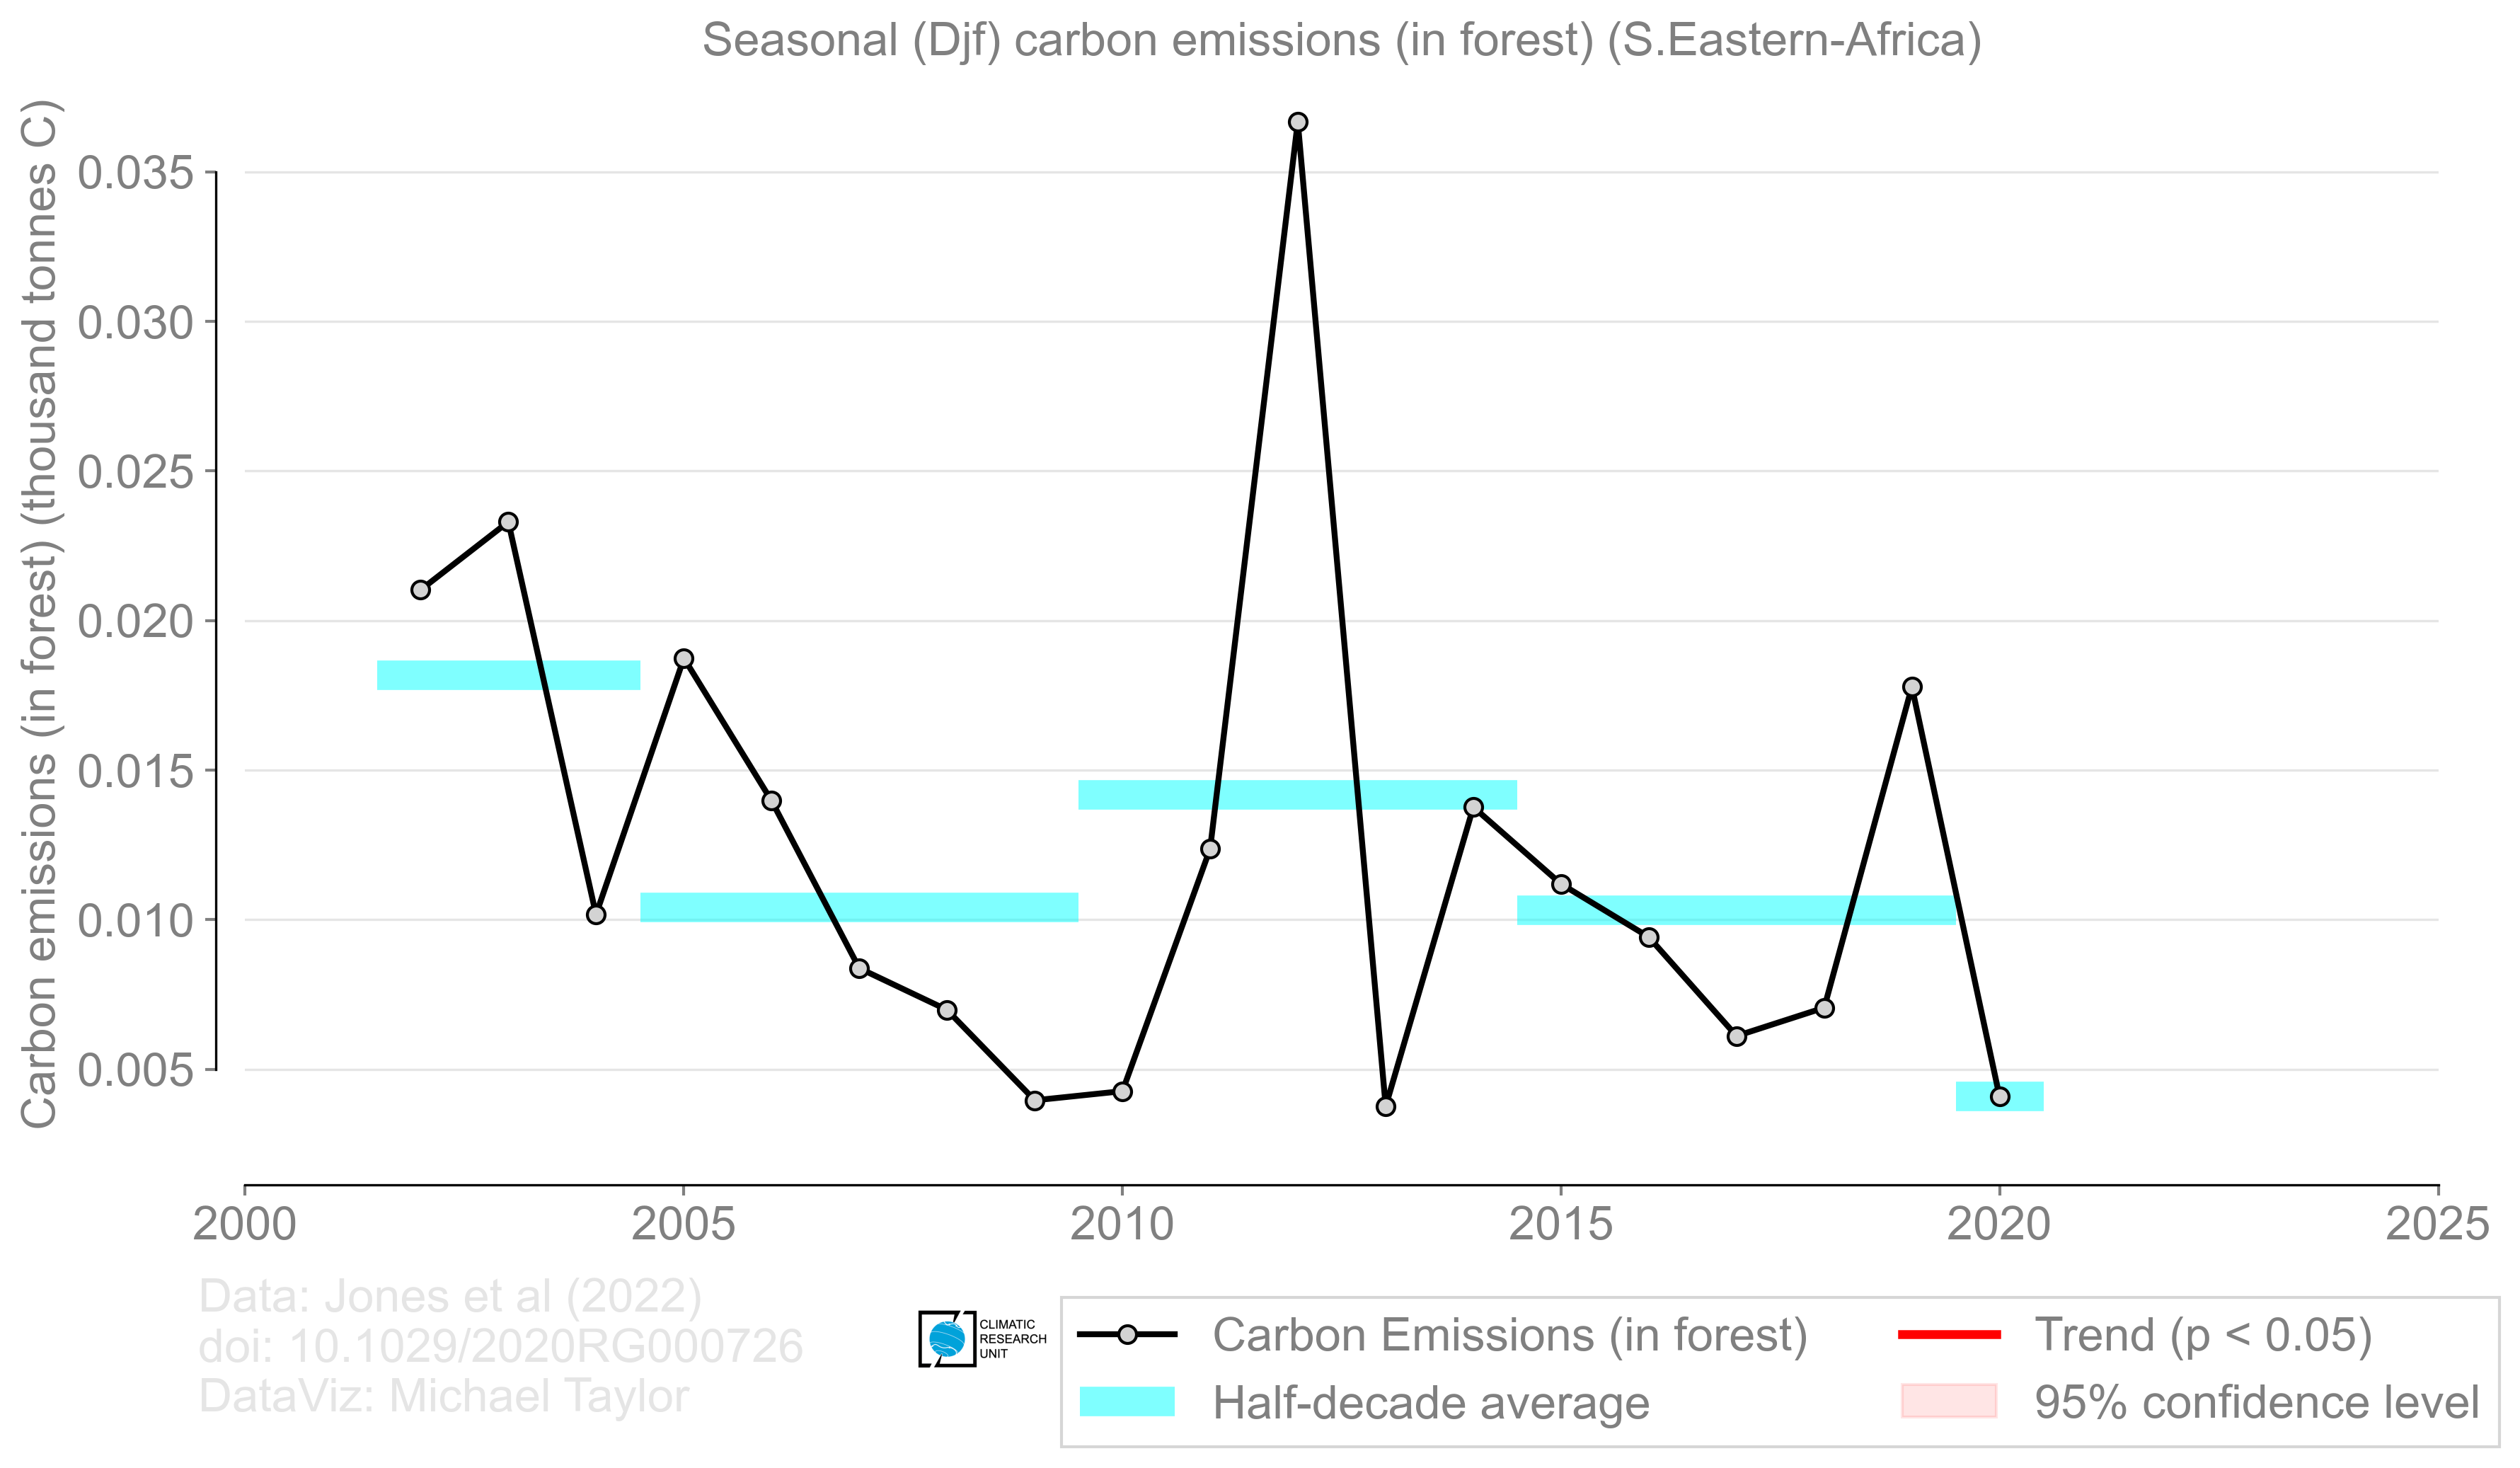 Seasonal (Djf) carbon emissions (in forest) (S.Eastern-Africa)
Carbon emissions (in forest) (thousand tonnes C)
0.035
0.030
0.025
0.020
0.015
0.010
0.005
2000 2005 2010 2015 2020 2025
Data: Jones et al (2022)
doi: 10.1029/2020RG000726
DataViz: Michael Taylor
CLIMATIC
RESEARCH
UNIT
Carbon Emissions (in forest)
Half-decade average
Trend (p < 0.05)
95% confidence level